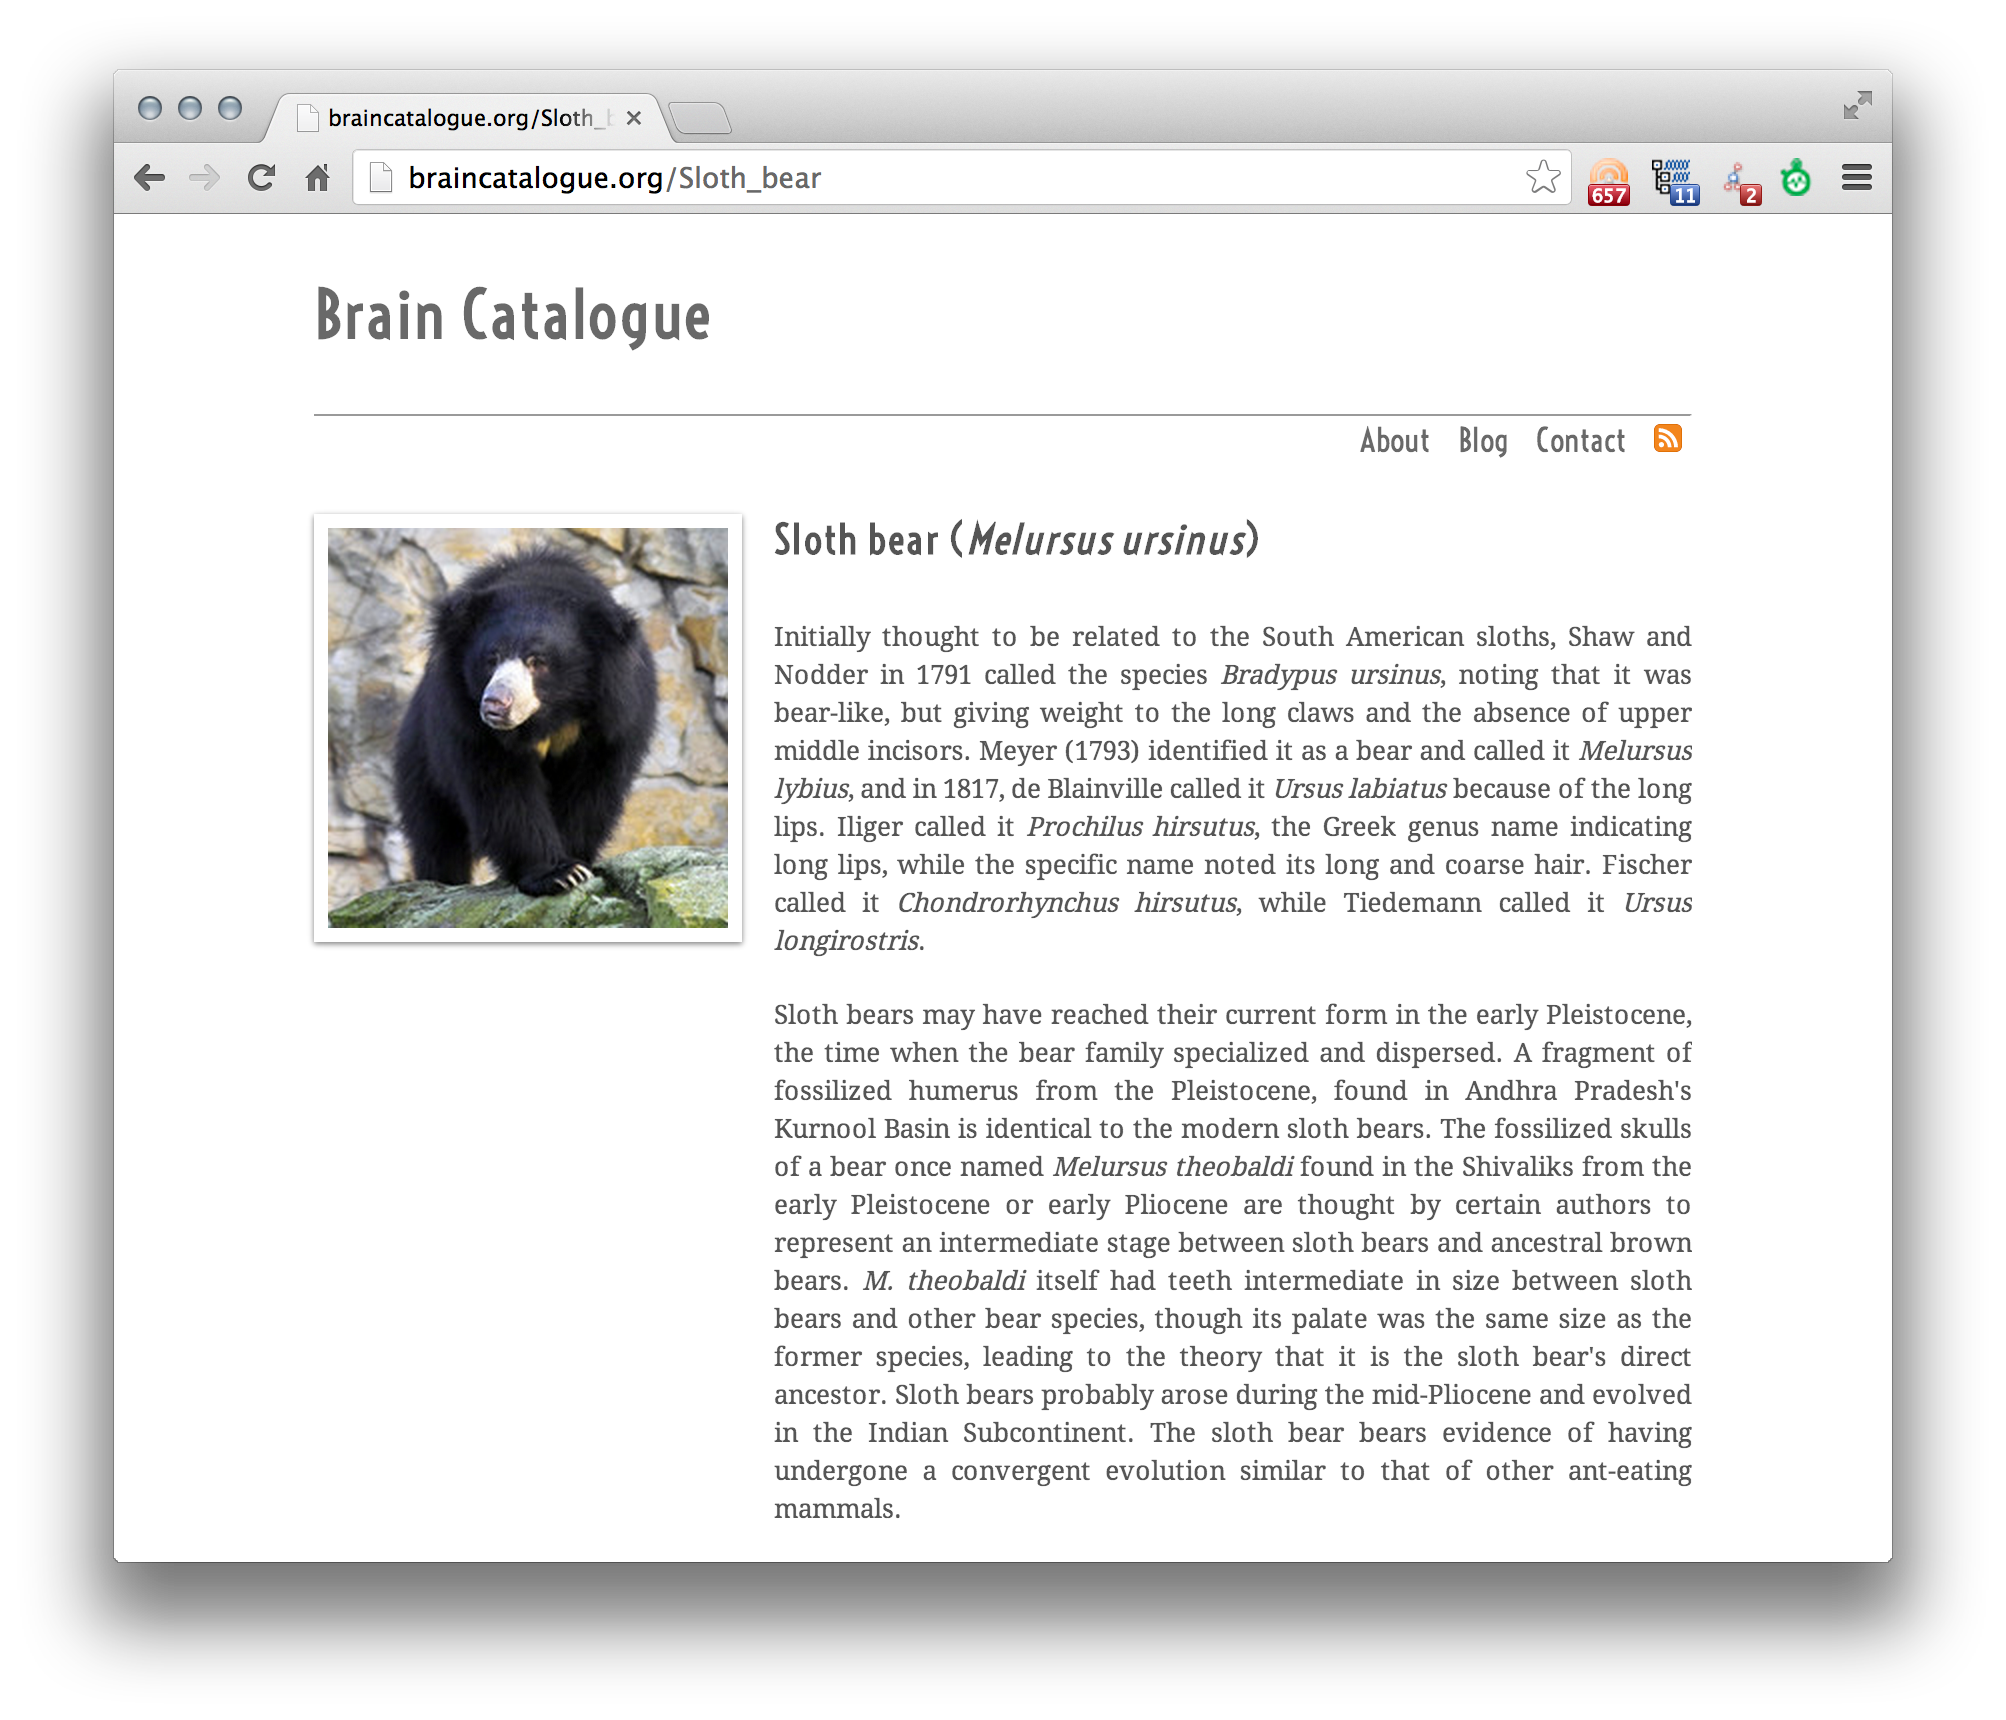 braincatalogue.org/Sloth_
braincatalogue.org/Sloth_bear
657
11
2
Brain Catalogue
About Blog Contact
Sloth bear (Melursus ursinus)
Initially thought to be related to the South American sloths, Shaw and
Nodder in 1791 called the species Bradypus ursinus, noting that it was
bear-like, but giving weight to the long claws and the absence of upper
middle incisors. Meyer (1793) identified it as a bear and called it Melursus
lybius, and in 1817, de Blainville called it Ursus labiatus because of the long
lips. Iliger called it Prochilus hirsutus, the Greek genus name indicating
long lips, while the specific name noted its long and coarse hair. Fischer
called it Chondrorhynchus hirsutus, while Tiedemann called it Ursus
longirostris.
Sloth bears may have reached their current form in the early Pleistocene,
the time when the bear family specialized and dispersed. A fragment of
fossilized humerus from the Pleistocene, found in Andhra Pradesh's
Kurnool Basin is identical to the modern sloth bears. The fossilized skulls
of a bear once named Melursus theobaldi found in the Shivaliks from the
early Pleistocene or early Pliocene are thought by certain authors to
represent an intermediate stage between sloth bears and ancestral brown
bears. M. theobaldi itself had teeth intermediate in size between sloth
bears and other bear species, though its palate was the same size as the
former species, leading to the theory that it is the sloth bear's direct
ancestor. Sloth bears probably arose during the mid-Pliocene and evolved
in the Indian Subcontinent. The sloth bear bears evidence of having
undergone a convergent evolution similar to that of other ant-eating
mammals.